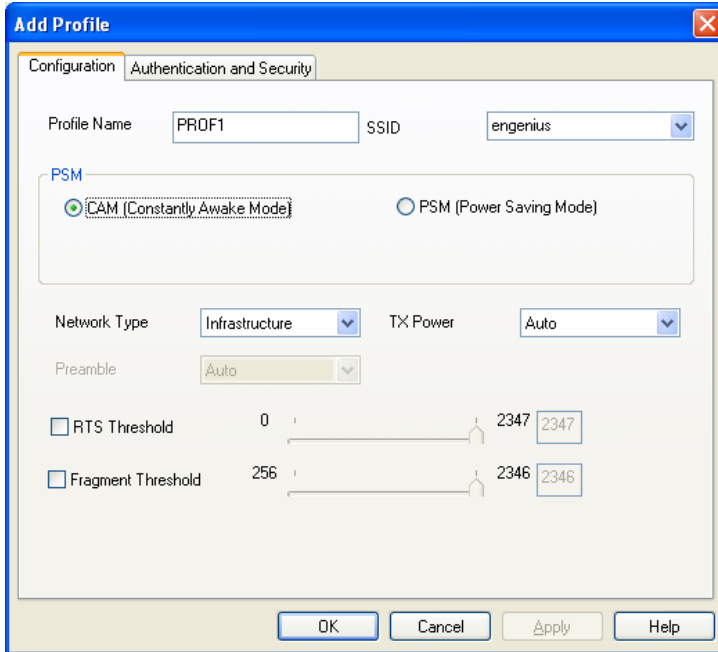 Add Profile
Configuration Authentication and Security
Profile Name PROF1 SSID engenius
PSM
CAM (Constantly Awake Mode) PSM (Power Saving Mode)
Network Type Infrastructure TX Power Auto
Preamble Auto
RTS Threshold 0 2347 2347
Fragment Threshold 256 2346 2346
OK Cancel Apply Help